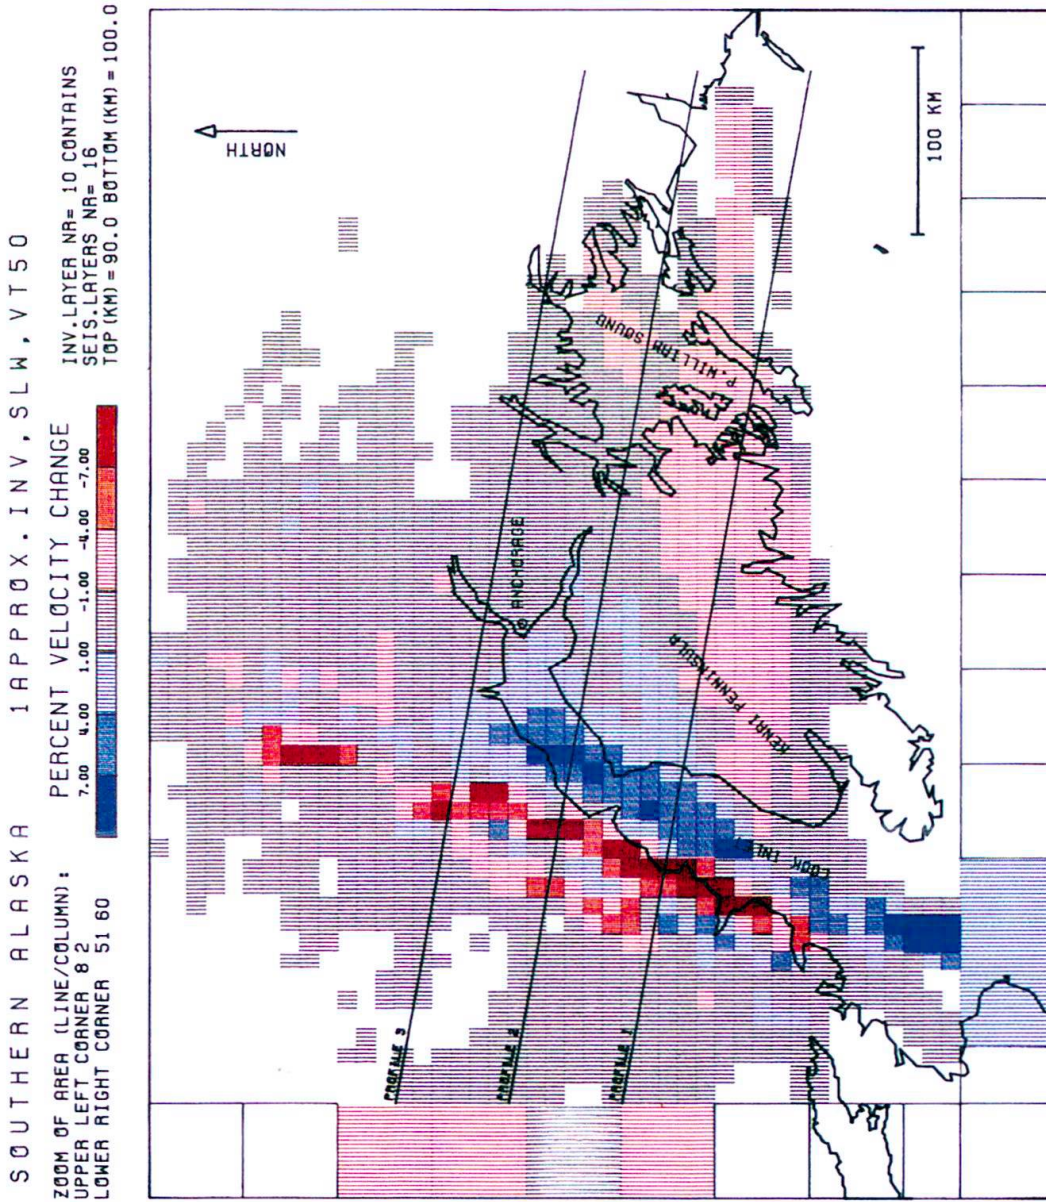 SOUTHERN ALASKA 1APPROX.INV,SLW,VT50
ZOOM OF AREA (LINE/COLUMN):
UPPER LEFT CORNER 8 2
LOWER RIGHT CORNER 51 60
PERCENT VELOCITY CHANGE
7.00 4.00 1.00 -1.00 -4.00 -7.00
INV.LAYER NR= 10 CONTAINS
SEIS.LAYERS NR= 16
TOP(KM)=90.0 BOTTOM(KM)=100.0
NORTH
PROFILE 3
PROFILE 2
PROFILE 1
ANCHORAGE
P.WILLIAM SOUND
KENRI PENNINSULA
COOK INLET
100 KM